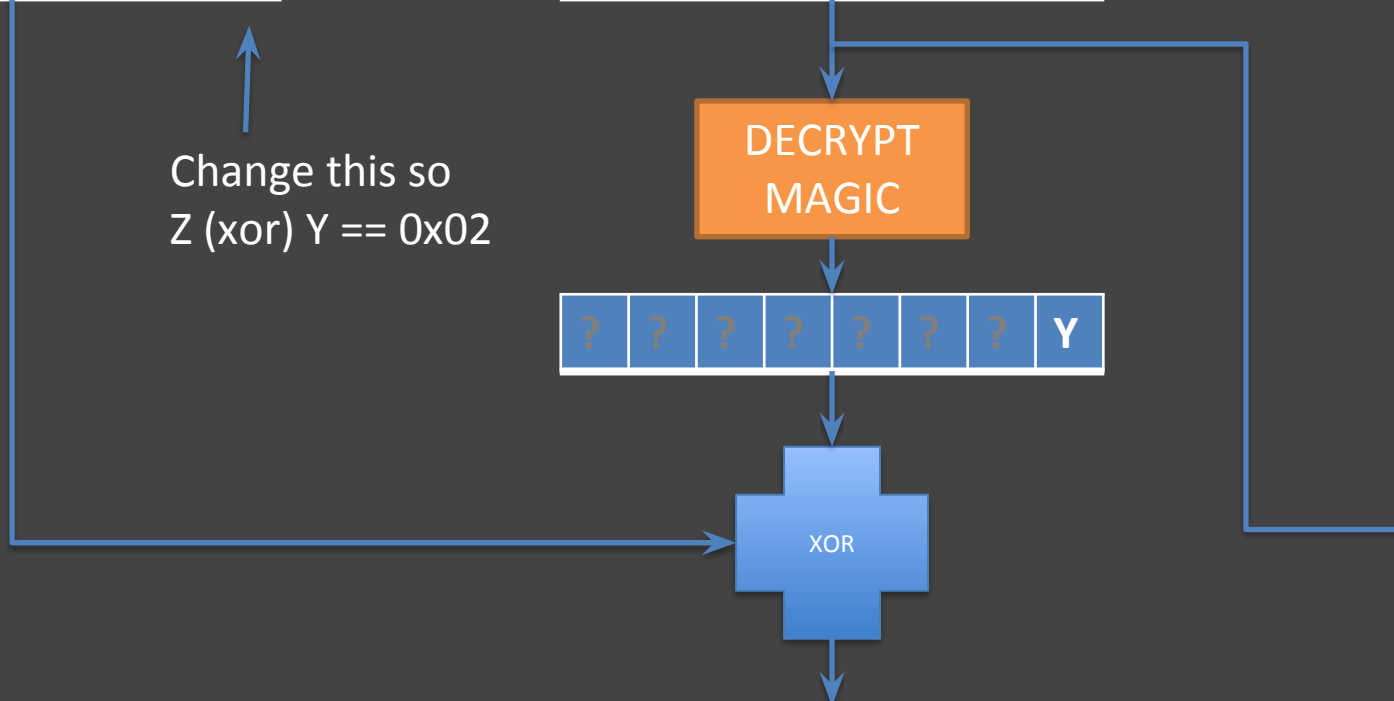 DECRYPT
MAGIC
Change this so
Z (xor) Y == 0x02
? ? ? ? ? ? ? Y
XOR